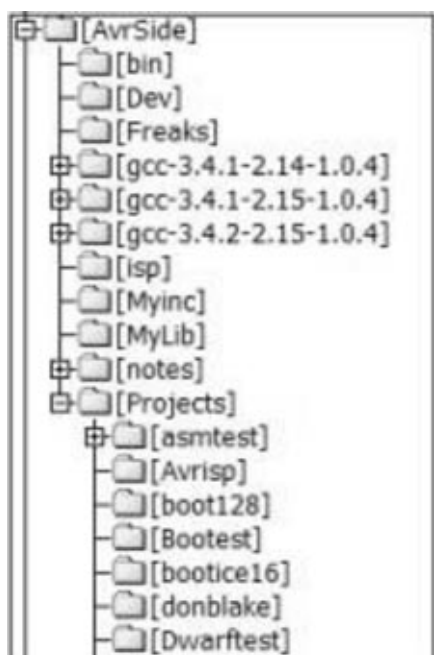 [AvrSide]
[bin]
[Dev]
[Freaks]
[gcc-3.4.1-2.14-1.0.4]
[gcc-3.4.1-2.15-1.0.4]
[gcc-3.4.2-2.15-1.0.4]
[isp]
[Myinc]
[MyLib]
[notes]
[Projects]
[asmtest]
[Avrisp]
[boot128]
[Bootest]
[bootice16]
[donblake]
[Dwarftest]